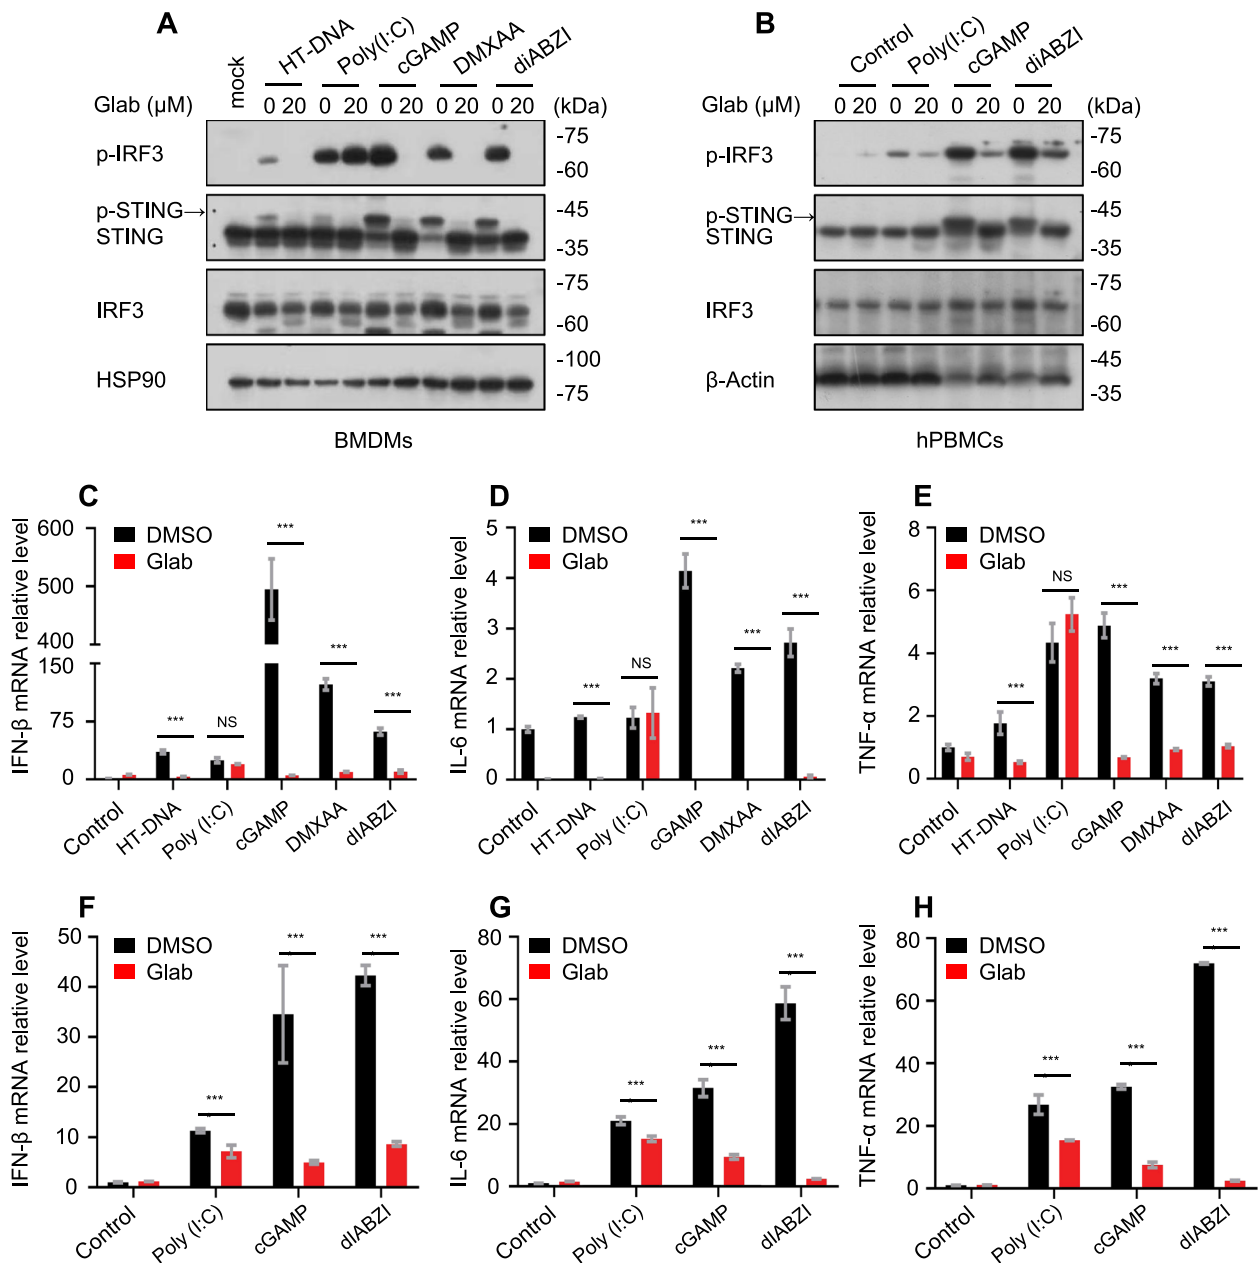 A
HT-DNA
Poly(I:C)
cGAMP
DMXAA
diABZI
mock
Glab (μM) 0 20 0 20 0 20 0 20 0 20 (kDa)
p-IRF3
-75
-60
p-STING→
STING
-45
-35
IRF3
-75
-60
HSP90
-100
-75
BMDMs
B
Control
Poly(I:C)
cGAMP
diABZI
Glab (μM) 0 20 0 20 0 20 0 20 (kDa)
p-IRF3
-75
-60
p-STING→
STING
-45
-35
IRF3
-75
-60
β-Actin
-45
-35
hPBMCs
C
IFN-β mRNA relative level
600
500
400
150
75
0
DMSO
Glab
***
NS
***
***
***
Control
HT-DNA
Poly (I:C)
cGAMP
DMXAA
dIABZI
D
IL-6 mRNA relative level
5
4
3
2
1
0
DMSO
Glab
***
NS
***
***
***
Control
HT-DNA
Poly (I:C)
cGAMP
DMXAA
dIABZI
E
TNF-α mRNA relative level
8
6
4
2
0
DMSO
Glab
***
NS
***
***
***
Control
HT-DNA
Poly (I:C)
cGAMP
DMXAA
dIABZI
F
IFN-β mRNA relative level
50
40
30
20
10
0
DMSO
Glab
***
***
***
Control
Poly (I:C)
cGAMP
dIABZI
G
IL-6 mRNA relative level
80
60
40
20
0
DMSO
Glab
***
***
***
Control
Poly (I:C)
cGAMP
dIABZI
H
TNF-α mRNA relative level
80
60
40
20
0
DMSO
Glab
***
***
***
Control
Poly (I:C)
cGAMP
dIABZI